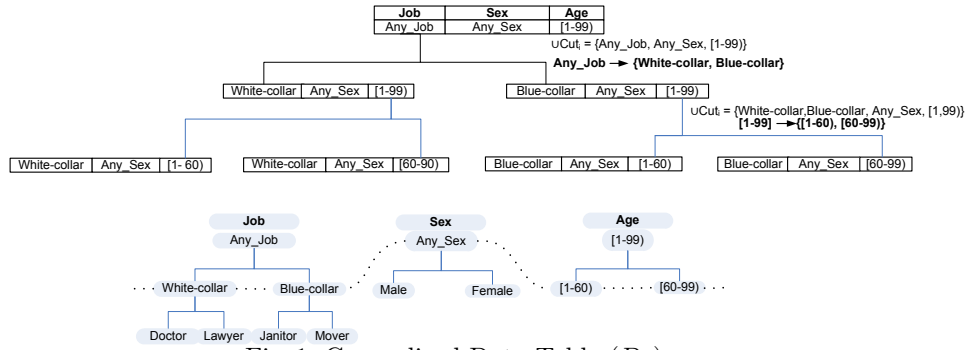 Job Sex Age
Any_Job Any_Sex [1-99)
∪Cutᵢ = {Any_Job, Any_Sex, [1-99)}
Any_Job → {White-collar, Blue-collar}
White-collar Any_Sex [1-99)
Blue-collar Any_Sex [1-99)
∪Cutᵢ = {White-collar,Blue-collar, Any_Sex, [1,99)}
[1-99] → {[1-60), [60-99)}
White-collar Any_Sex [1- 60)
White-collar Any_Sex [60-90)
Blue-collar Any_Sex [1-60)
Blue-collar Any_Sex [60-99)
Job Sex Age
Any_Job Any_Sex [1-99)
White-collar Blue-collar Male Female [1-60) [60-99)
Doctor Lawyer Janitor Mover